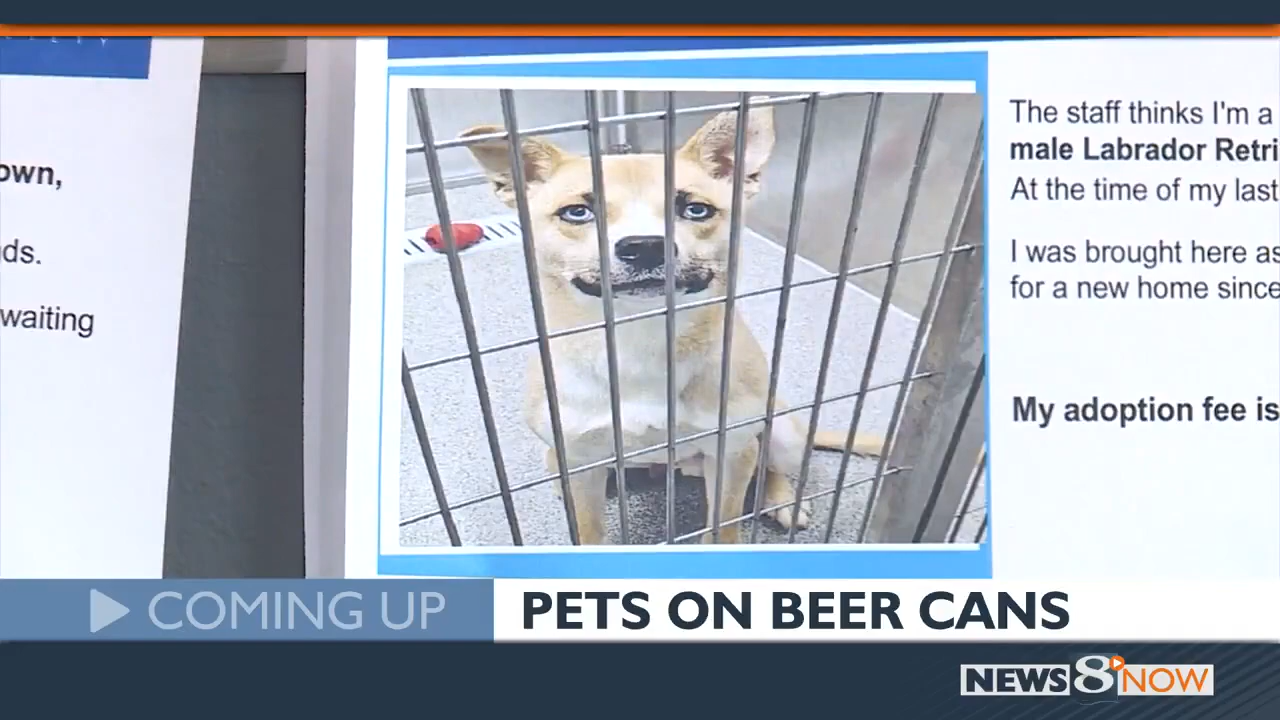 own,
ds.
waiting
The staff thinks I'm a
male Labrador Retri
At the time of my last
I was brought here as
for a new home since
My adoption fee is
COMING UP
PETS ON BEER CANS
NEWS 8 NOW